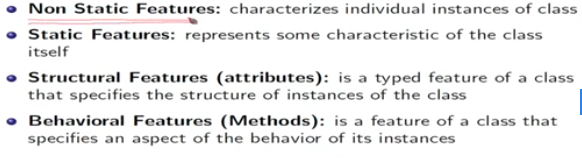 Non Static Features: characterizes individual instances of class
Static Features: represents some characteristic of the class
itself
Structural Features (attributes): is a typed feature of a class
that specifies the structure of instances of the class
Behavioral Features (Methods): is a feature of a class that
specifies an aspect of the behavior of its instances